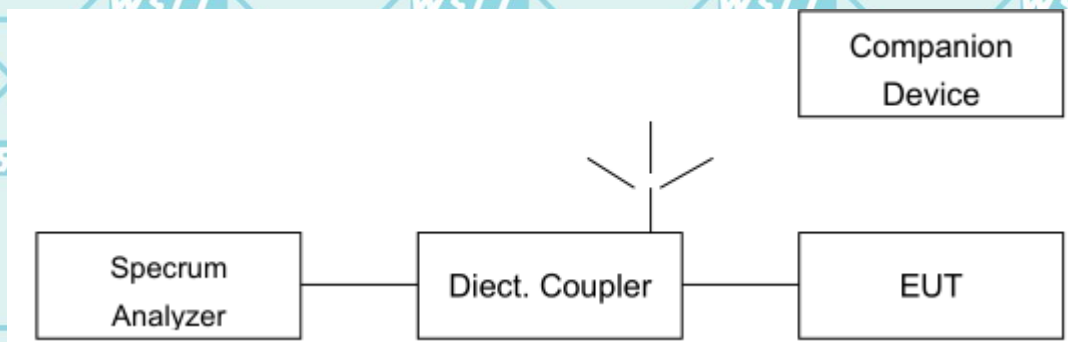 Companion
Device
Specrum
Analyzer
Diect. Coupler
EUT